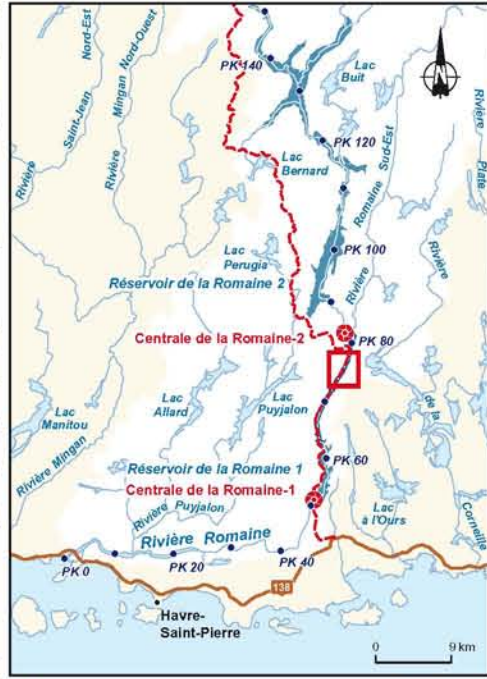 Nord-Est
Saint-Jean
Rivière
Nord-Ouest
Mingan
Rivière
PK 140
Lac
Buit
N
PK 120
Lac
Bernard
Sud-Est
Romaine
Rivière
Rivière
Plate
Rivière
PK 100
Lac
Perugia
Réservoir de la Romaine 2
Centrale de la Romaine-2
PK 80
Lac
Manitou
Lac
Allard
Lac
Puyjalon
de la
Corneille
Rivière Mingan
PK 60
Réservoir de la Romaine 1
Centrale de la Romaine-1
Rivière Puyjalon
Lac
à l'Ours
Rivière Romaine
PK 0
PK 20
PK 40
138
Havre-
Saint-Pierre
0 9 km